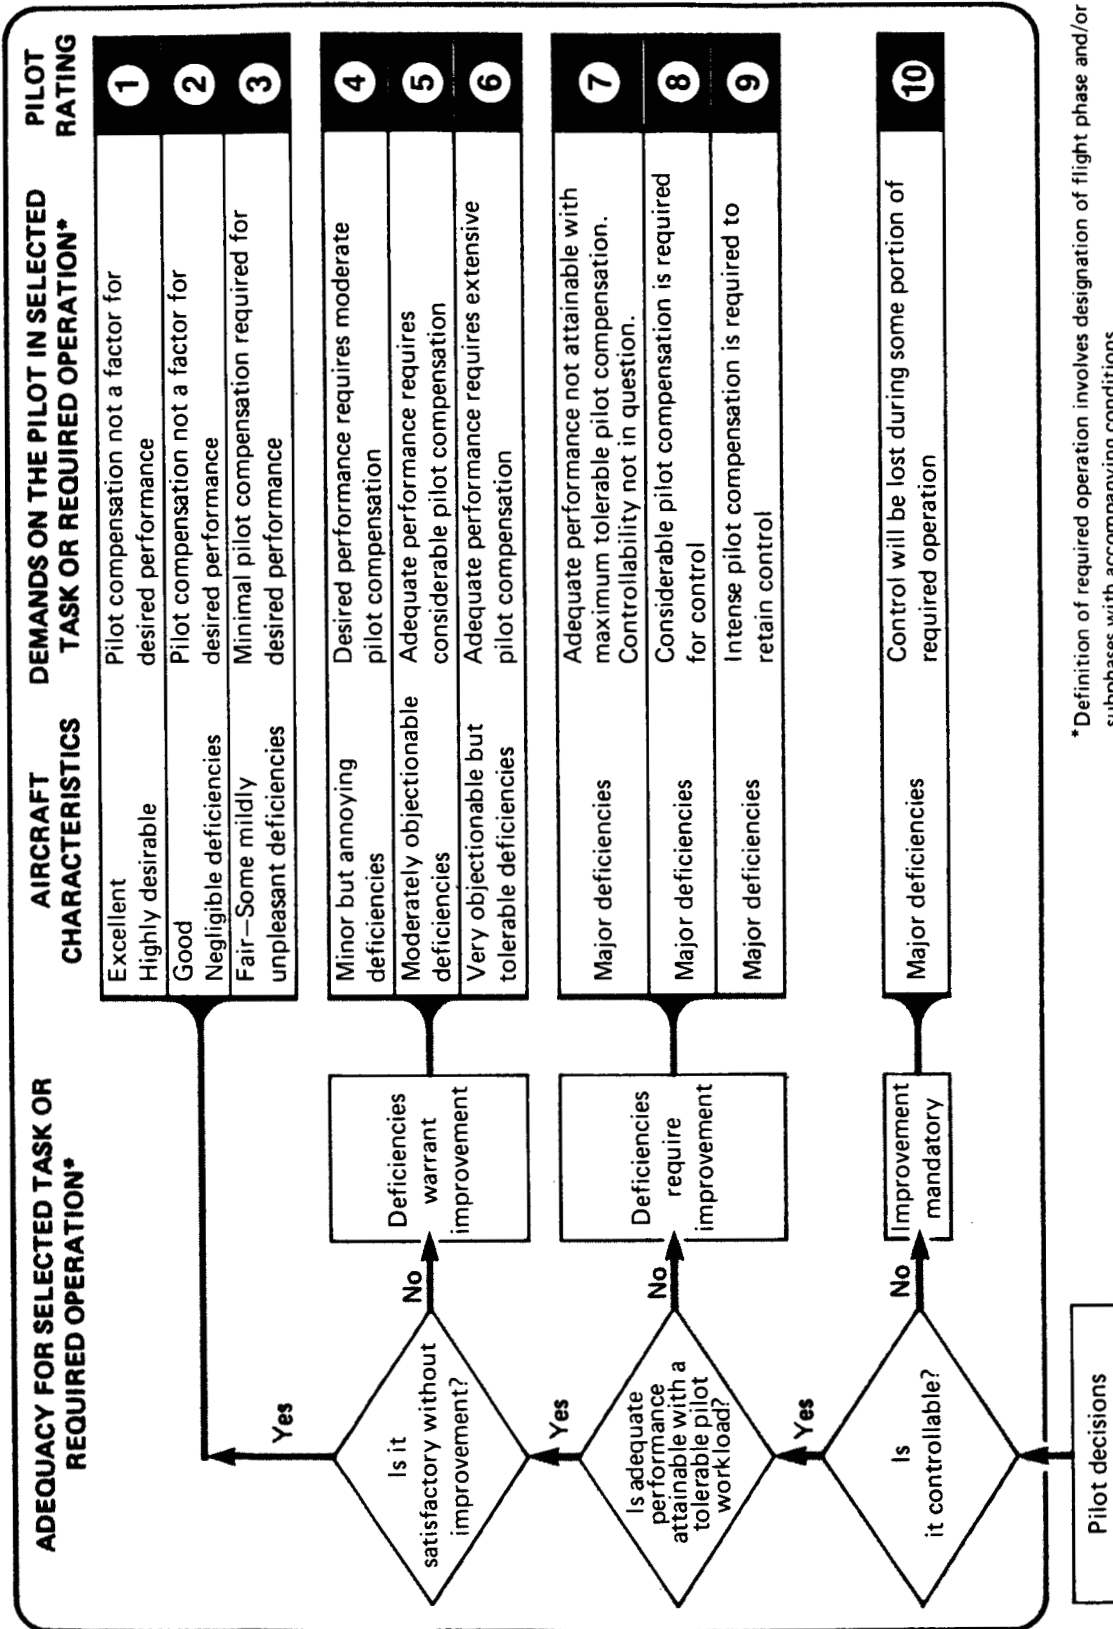 ADEQUACY FOR SELECTED TASK OR
REQUIRED OPERATION*
AIRCRAFT
CHARACTERISTICS
DEMANDS ON THE PILOT IN SELECTED
TASK OR REQUIRED OPERATION*
PILOT
RATING
Excellent
Highly desirable
Pilot compensation not a factor for
desired performance
1
Good
Negligible deficiencies
Pilot compensation not a factor for
desired performance
2
Fair—Some mildly
unpleasant deficiencies
Minimal pilot compensation required for
desired performance
3
Yes
Is it
satisfactory without
improvement?
No
Deficiencies
warrant
improvement
Minor but annoying
deficiencies
Desired performance requires moderate
pilot compensation
4
Moderately objectionable
deficiencies
Adequate performance requires
considerable pilot compensation
5
Very objectionable but
tolerable deficiencies
Adequate performance requires extensive
pilot compensation
6
Yes
Is adequate
performance
attainable with a
tolerable pilot
workload?
No
Deficiencies
require
improvement
Major deficiencies
Adequate performance not attainable with
maximum tolerable pilot compensation.
Controllability not in question.
7
Major deficiencies
Considerable pilot compensation is required
for control
8
Major deficiencies
Intense pilot compensation is required to
retain control
9
Yes
Is
it controllable?
No
Improvement
mandatory
Major deficiencies
Control will be lost during some portion of
required operation
10
Pilot decisions
*Definition of required operation involves designation of flight phase and/or
subphases with accompanying conditions